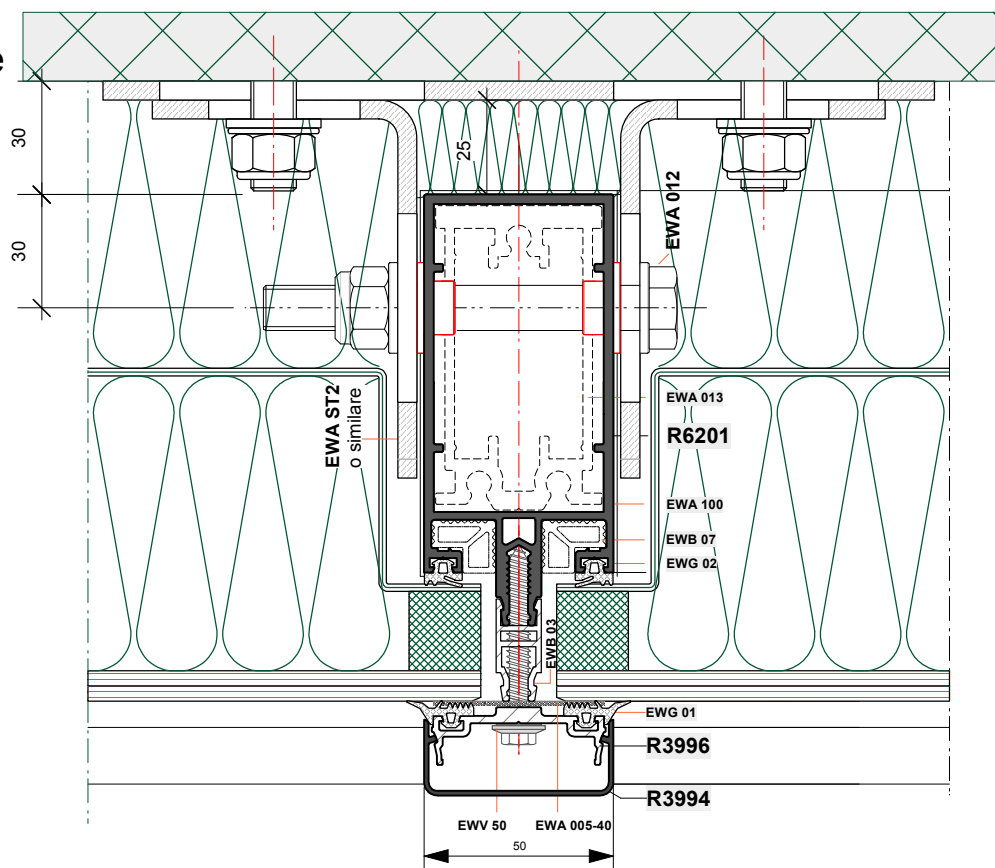 e
30
25
EWA 012
30
EWA ST2
o similare
EWA 013
R6201
EWA 100
EWB 07
EWG 02
EWB 03
EWG 01
R3996
R3994
EWV 50
EWA 005-40
50